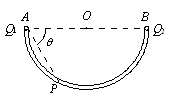 A O B
Q₁ θ Q₂
P